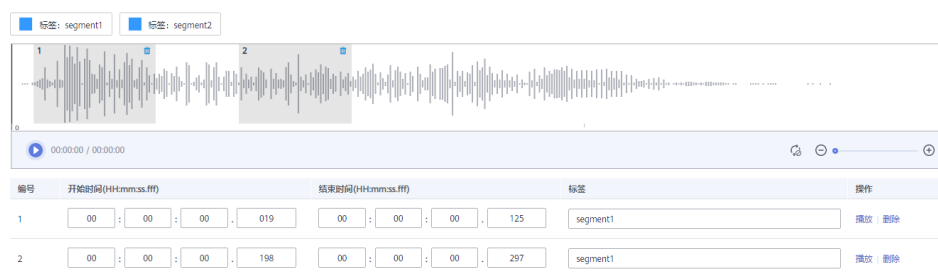 标签：segment1 标签：segment2
1 2
0
00:00:00 / 00:00:00
编号 开始时间(HH:mm:ss.fff) 结束时间(HH:mm:ss.fff) 标签 操作
1 00 : 00 : 00 . 019 00 : 00 : 00 . 125 segment1 播放 | 删除
2 00 : 00 : 00 . 198 00 : 00 : 00 . 297 segment1 播放 | 删除